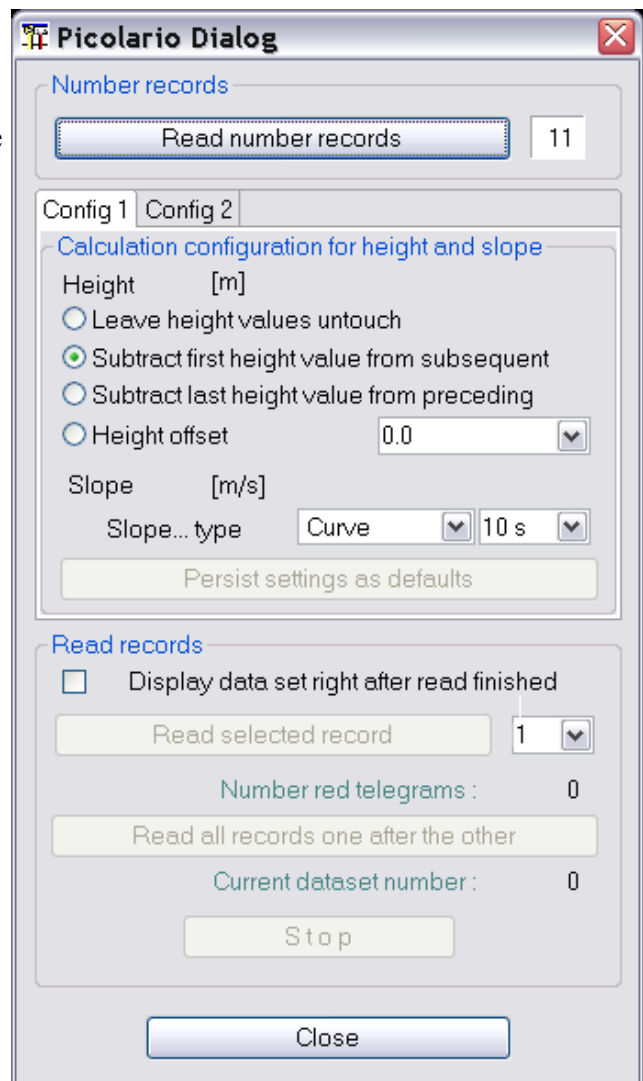 Picolario Dialog
Number records
e
Read number records 11
Config 1 Config 2
Calculation configuration for height and slope
Height [m]
Leave height values untouch
Subtract first height value from subsequent
Subtract last height value from preceding
Height offset 0.0
Slope [m/s]
Slope... type Curve 10 s
Persist settings as defaults
Read records
Display data set right after read finished
Read selected record 1
Number red telegrams : 0
Read all records one after the other
Current dataset number : 0
Stop
Close